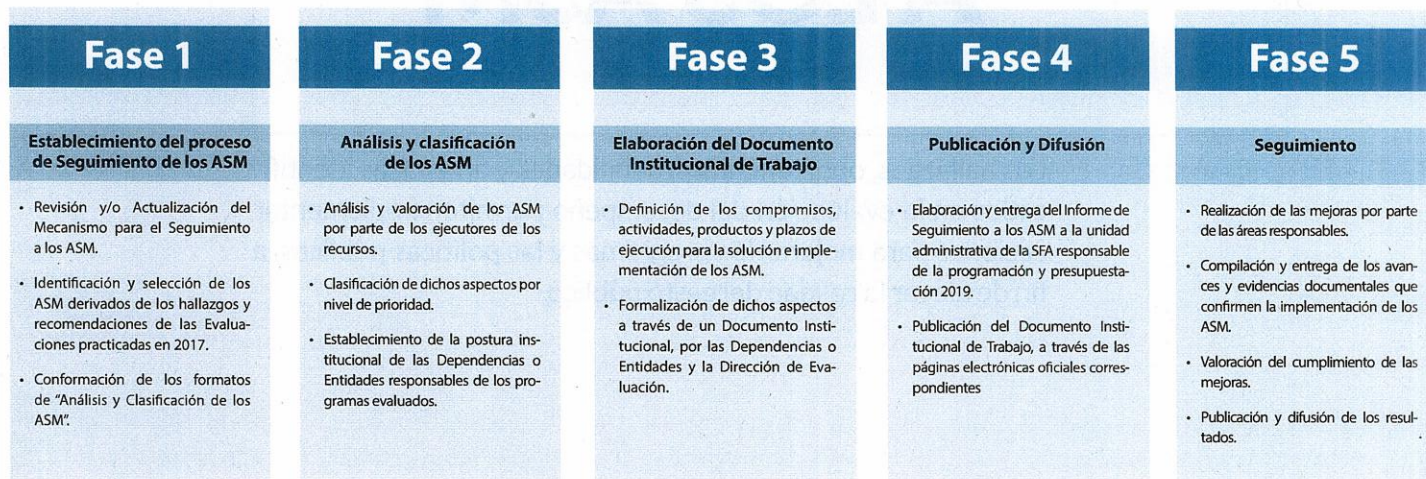 Fase 1
Establecimiento del proceso
de Seguimiento de los ASM
• Revisión y/o Actualización del
Mecanismo para el Seguimiento
a los ASM.
• Identificación y selección de los
ASM derivados de los hallazgos y
recomendaciones de las Evalua-
ciones practicadas en 2017.
• Conformación de los formatos
de "Análisis y Clasificación de los
ASM".
Fase 2
Análisis y clasificación
de los ASM
• Análisis y valoración de los ASM
por parte de los ejecutores de los
recursos.
• Clasificación de dichos aspectos por
nivel de prioridad.
• Establecimiento de la postura ins-
titucional de las Dependencias o
Entidades responsables de los pro-
gramas evaluados.
Fase 3
Elaboración del Documento
Institucional de Trabajo
• Definición de los compromisos,
actividades, productos y plazos de
ejecución para la solución e imple-
mentación de los ASM.
• Formalización de dichos aspectos
a través de un Documento Insti-
tucional, por las Dependencias o
Entidades y la Dirección de Eva-
luación.
Fase 4
Publicación y Difusión
• Elaboración y entrega del Informe de
Seguimiento a los ASM a la unidad
administrativa de la SFA responsable
de la programación y presupuesta-
ción 2019.
• Publicación del Documento Insti-
tucional de Trabajo, a través de las
páginas electrónicas oficiales corres-
pondientes
Fase 5
Seguimiento
• Realización de las mejoras por parte
de las áreas responsables.
• Compilación y entrega de los avan-
ces y evidencias documentales que
confirmen la implementación de los
ASM.
• Valoración del cumplimiento de las
mejoras.
• Publicación y difusión de los resul-
tados.